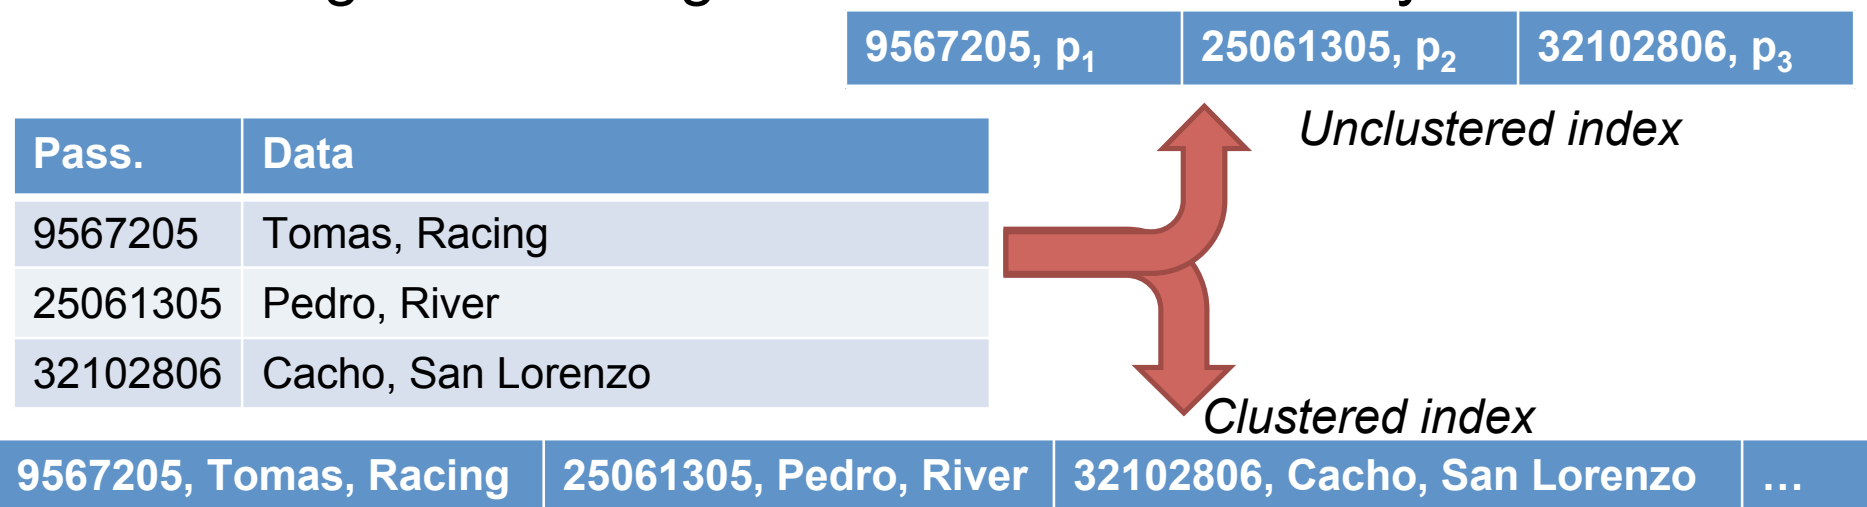 9567205, p1 25061305, p2 32102806, p3
Unclustered index
Pass. Data
9567205 Tomas, Racing
25061305 Pedro, River
32102806 Cacho, San Lorenzo
Clustered index
9567205, Tomas, Racing 25061305, Pedro, River 32102806, Cacho, San Lorenzo …